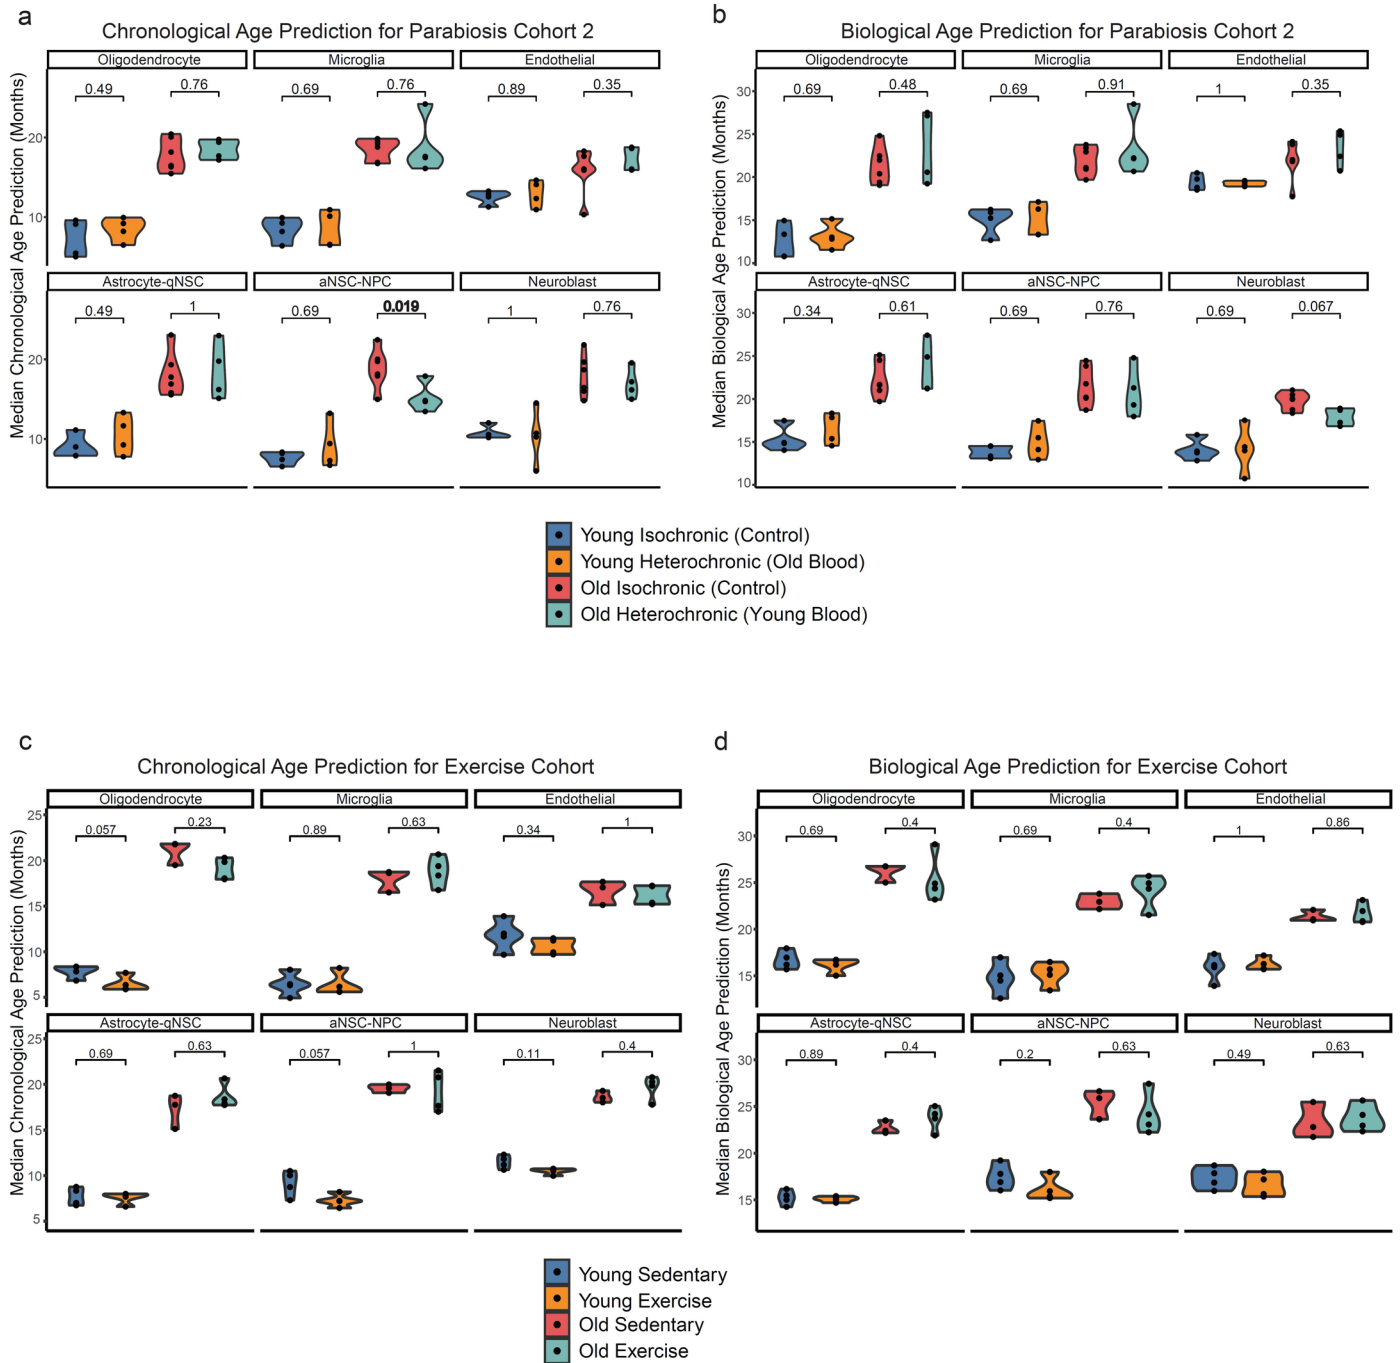 a
Chronological Age Prediction for Parabiosis Cohort 2
Median Chronological Age Prediction (Months)
Oligodendrocyte Microglia Endothelial
0.49 0.76 0.69 0.76 0.89 0.35
20
10
Astrocyte-qNSC aNSC-NPC Neuroblast
0.49 1 0.69 0.019 1 0.76
20
10
b
Biological Age Prediction for Parabiosis Cohort 2
Median Biological Age Prediction (Months)
Oligodendrocyte Microglia Endothelial
0.69 0.48 0.69 0.91 1 0.35
30
25
20
15
10
Astrocyte-qNSC aNSC-NPC Neuroblast
0.34 0.61 0.69 0.76 0.69 0.067
30
25
20
15
10
Young Isochronic (Control)
Young Heterochronic (Old Blood)
Old Isochronic (Control)
Old Heterochronic (Young Blood)
c
Chronological Age Prediction for Exercise Cohort
Median Chronological Age Prediction (Months)
Oligodendrocyte Microglia Endothelial
0.057 0.23 0.89 0.63 0.34 1
25
20
15
10
5
Astrocyte-qNSC aNSC-NPC Neuroblast
0.69 0.63 0.057 1 0.11 0.4
25
20
15
10
5
d
Biological Age Prediction for Exercise Cohort
Median Biological Age Prediction (Months)
Oligodendrocyte Microglia Endothelial
0.69 0.4 0.69 0.4 1 0.86
30
25
20
15
Astrocyte-qNSC aNSC-NPC Neuroblast
0.89 0.4 0.2 0.63 0.49 0.63
30
25
20
15
Young Sedentary
Young Exercise
Old Sedentary
Old Exercise